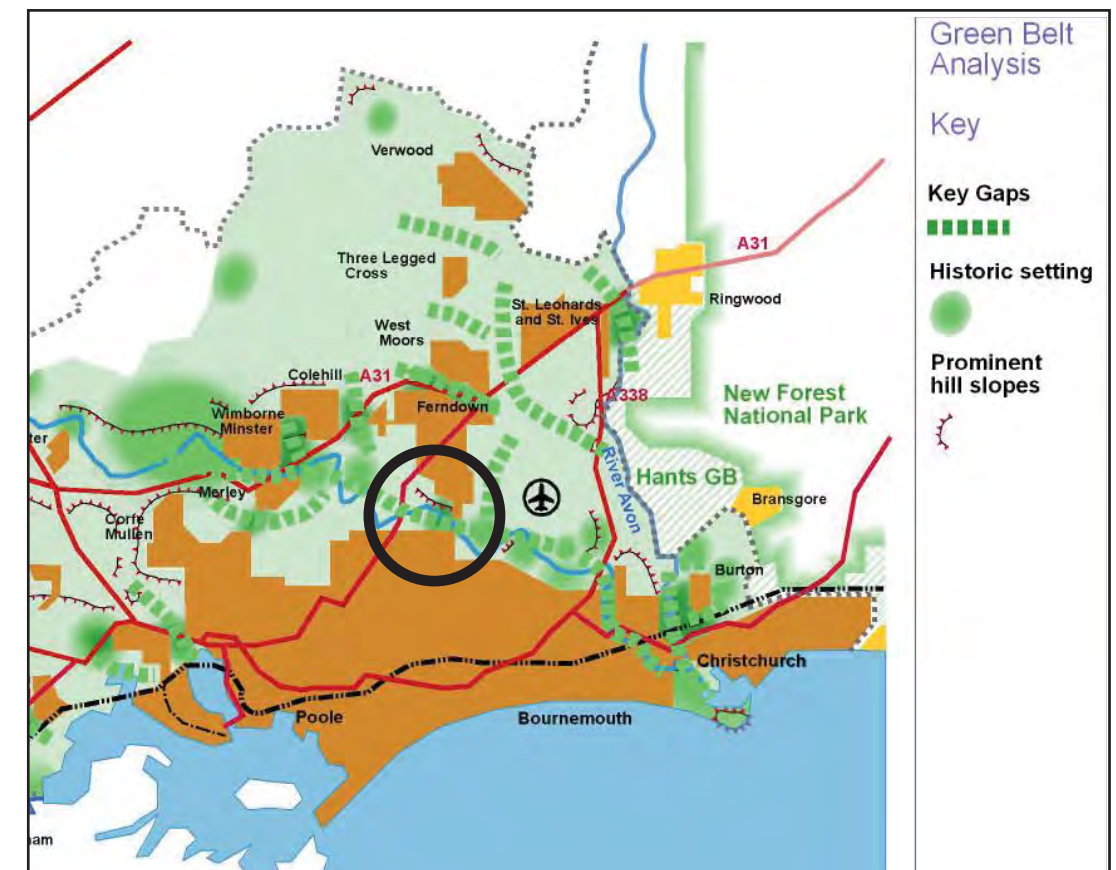 Green Belt
Analysis
Key
Key Gaps
Historic setting
Prominent
hill slopes
Verwood
Three Legged
Cross
A31
Ringwood
St. Leonards
and St. Ives
West
Moors
Colehill
A31
A338
Ferndown
New Forest
National Park
Wimborne
Minster
ter
River Avon
Hants GB
Merley
Bransgore
Corfe
Mullen
Burton
Christchurch
Poole
Bournemouth
am